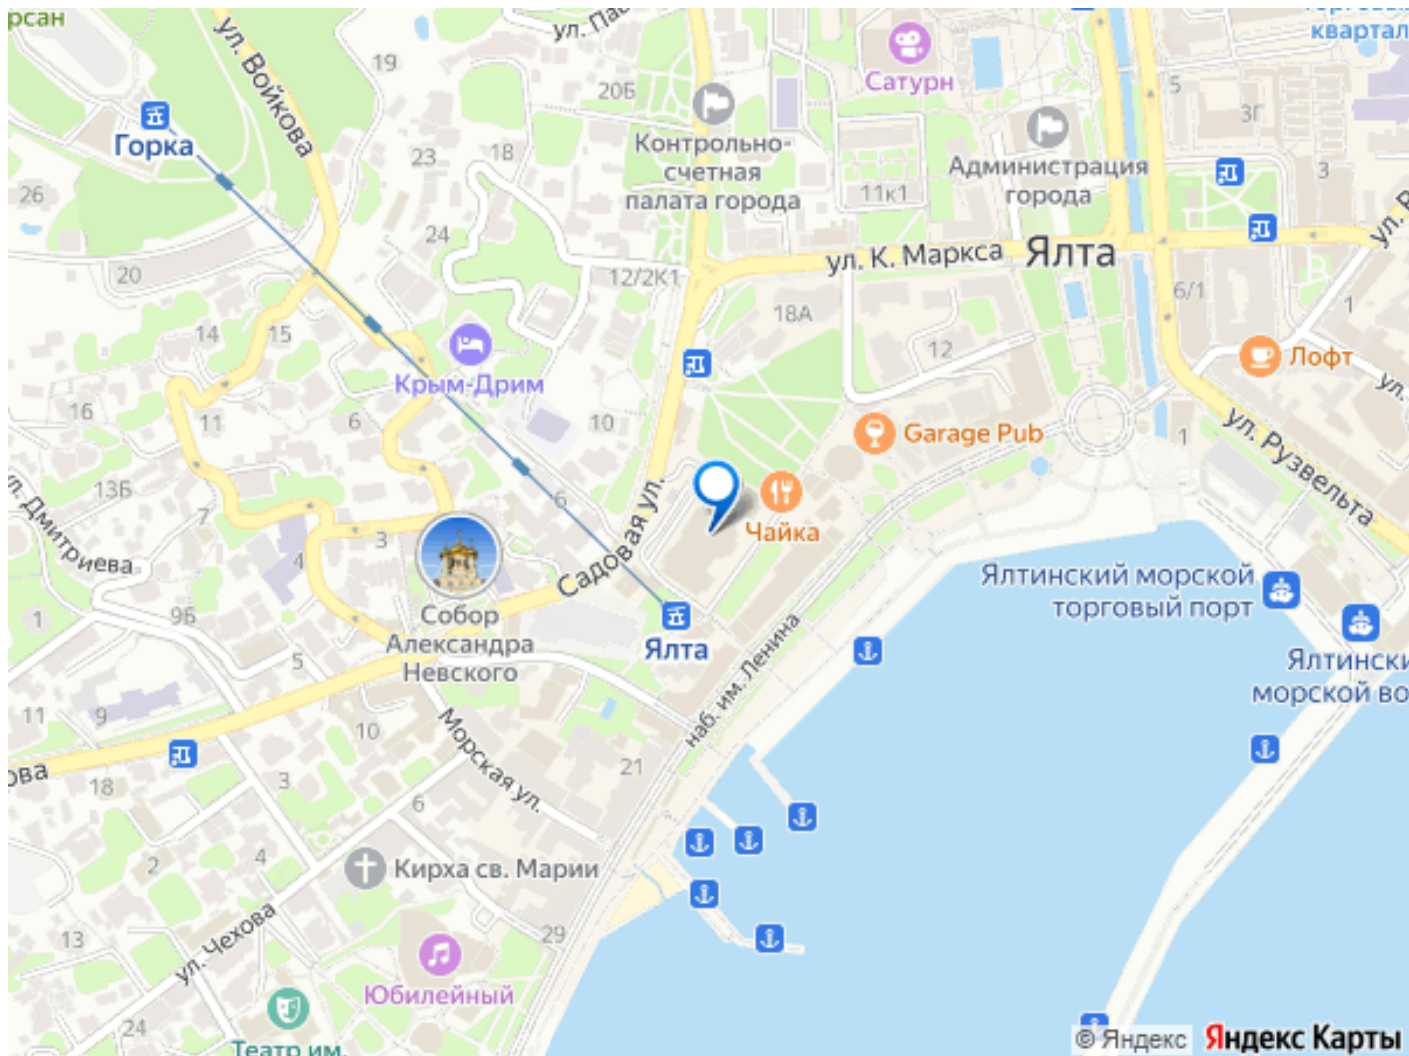 рсан
ул. Войкова
19
ул. Пав
20Б
Сатурн
квартал
5
3Г
Горка
Контрольно-
счетная
палата города
Администрация
города
3
26
23
18
11к1
24
20
12/2К1
ул. К. Маркса
Ялта
6/1
1
18А
14
15
12
Лофт
Крым-Дрим
16
11
6
10
Garage Pub
1
ул. Рузвельта
13Б
7
6
Садовая ул.
Чайка
ул. Дмитриева
3
4
9Б
Собор
Александра
Невского
Ялта
наб. им. Ленина
Ялтинский морской
торговый порт
Ялтински
морской во
5
11
9
10
Морская ул.
21
ова
18
3
6
2
4
Кирха св. Марии
13
ул. Чехова
29
Юбилейный
24
Театр им.
© Яндекс Яндекс Карты